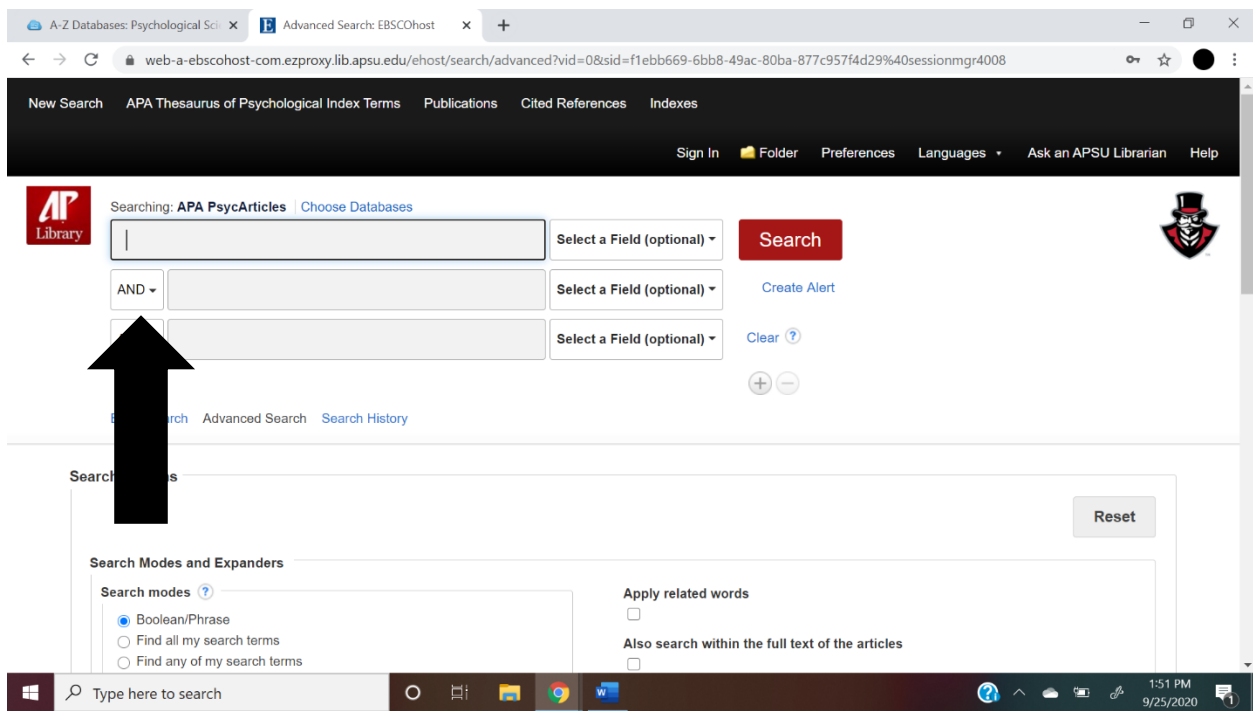 A-Z Databases: Psychological Sci
Advanced Search: EBSCOhost
web-a-ebscohost-com.ezproxy.lib.apsu.edu/ehost/search/advanced?vid=0&sid=f1ebb669-6bb8-49ac-80ba-877c957f4d29%40sessionmgr4008
New Search APA Thesaurus of Psychological Index Terms Publications Cited References Indexes
Sign In Folder Preferences Languages Ask an APSU Librarian Help
AP
Library
Searching: APA PsycArticles Choose Databases
Select a Field (optional) Search
AND Select a Field (optional) Create Alert
Select a Field (optional) Clear ?
Advanced Search Search History
Reset
Search Modes and Expanders
Search modes ?
Boolean/Phrase
Find all my search terms
Find any of my search terms
Apply related words
Also search within the full text of the articles
Type here to search
1:51 PM
9/25/2020